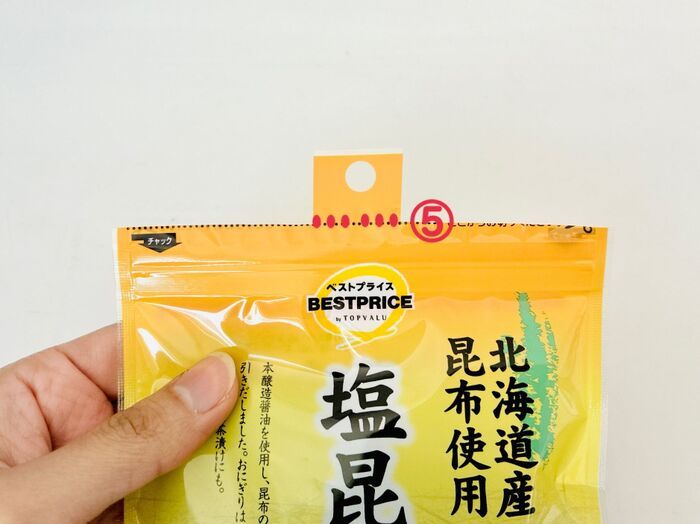 ⑤
チャック
ベストプライス
BESTPRICE
by TOPVALU
北海道産
昆布使用
塩昆
本醸造醤油を使用し、昆布の
引きだしました。おにぎりは
茶漬けにも。